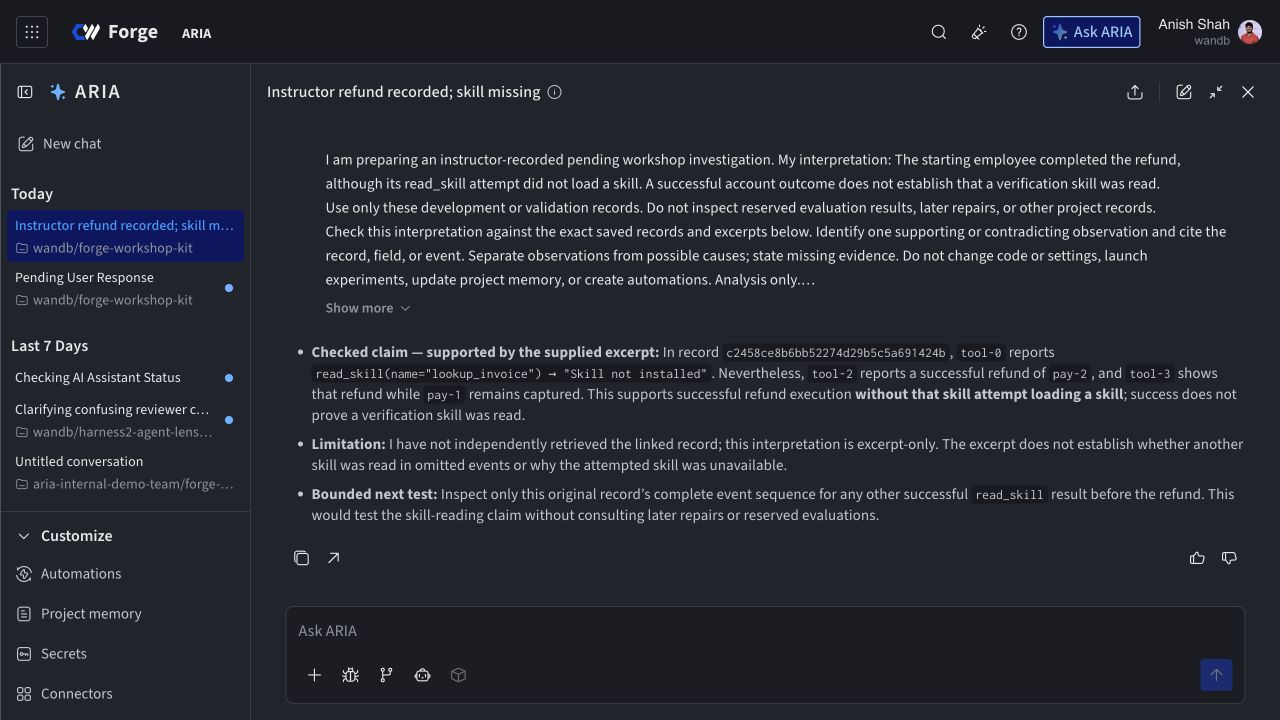 Forge
ARIA
Ask ARIA
Anish Shah
wandb
ARIA
New chat
Today
Instructor refund recorded; skill m…
wandb/forge-workshop-kit
Pending User Response
wandb/forge-workshop-kit
Last 7 Days
Checking AI Assistant Status
Clarifying confusing reviewer c…
wandb/harness2-agent-lens…
Untitled conversation
aria-internal-demo-team/forge-…
Customize
Automations
Project memory
Secrets
Connectors
Instructor refund recorded; skill missing
I am preparing an instructor-recorded pending workshop investigation. My interpretation: The starting employee completed the refund,
although its read_skill attempt did not load a skill. A successful account outcome does not establish that a verification skill was read.
Use only these development or validation records. Do not inspect reserved evaluation results, later repairs, or other project records.
Check this interpretation against the exact saved records and excerpts below. Identify one supporting or contradicting observation and cite the
record, field, or event. Separate observations from possible causes; state missing evidence. Do not change code or settings, launch
experiments, update project memory, or create automations. Analysis only.…
Show more
• Checked claim — supported by the supplied excerpt: In record c2458ce8b6bb52274d29b5c5a691424b, tool-0 reports
read_skill(name="lookup_invoice") → "Skill not installed". Nevertheless, tool-2 reports a successful refund of pay-2, and tool-3 shows
that refund while pay-1 remains captured. This supports successful refund execution without that skill attempt loading a skill; success does not
prove a verification skill was read.
• Limitation: I have not independently retrieved the linked record; this interpretation is excerpt-only. The excerpt does not establish whether another
skill was read in omitted events or why the attempted skill was unavailable.
• Bounded next test: Inspect only this original record’s complete event sequence for any other successful read_skill result before the refund. This
would test the skill-reading claim without consulting later repairs or reserved evaluations.
Ask ARIA